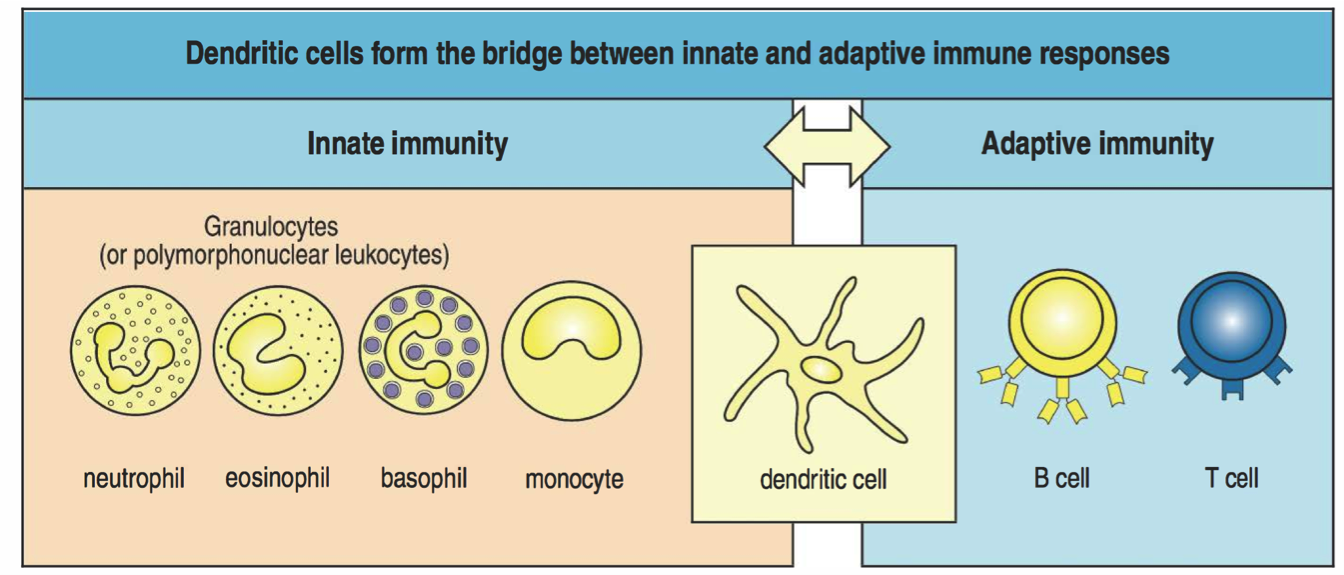 Dendritic cells form the bridge between innate and adaptive immune responses
Innate immunity
Adaptive immunity
Granulocytes
(or polymorphonuclear leukocytes)
neutrophil
eosinophil
basophil
monocyte
dendritic cell
B cell
T cell